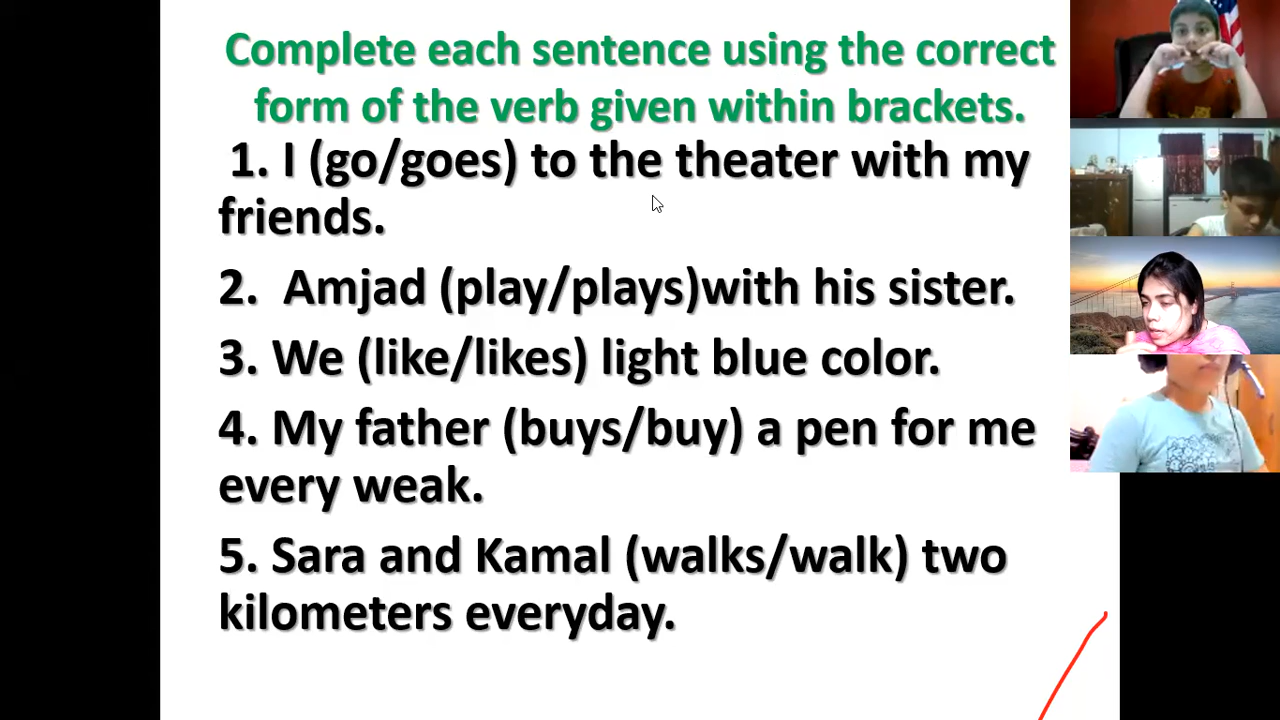 Complete each sentence using the correct
form of the verb given within brackets.
1. I (go/goes) to the theater with my
friends.
2. Amjad (play/plays)with his sister.
3. We (like/likes) light blue color.
4. My father (buys/buy) a pen for me
every weak.
5. Sara and Kamal (walks/walk) two
kilometers everyday.